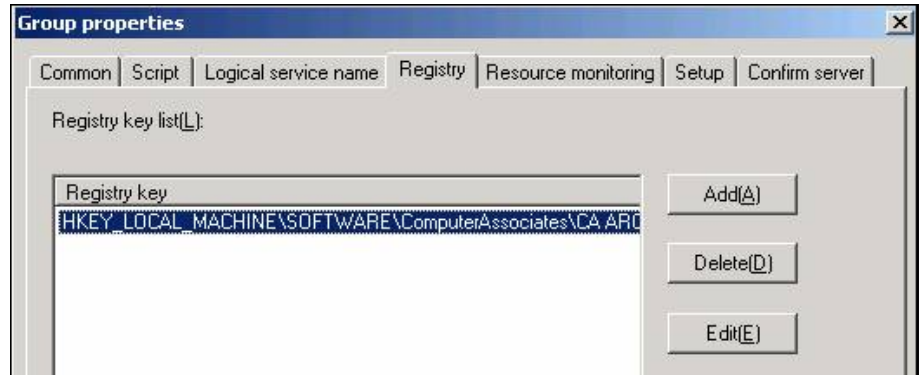 Group properties
Common Script Logical service name Registry Resource monitoring Setup Confirm server
Registry key list(L):
Registry key
Add(A)
HKEY_LOCAL_MACHINE\SOFTWARE\ComputerAssociates\CA ARC
Delete(D)
Edit(E)